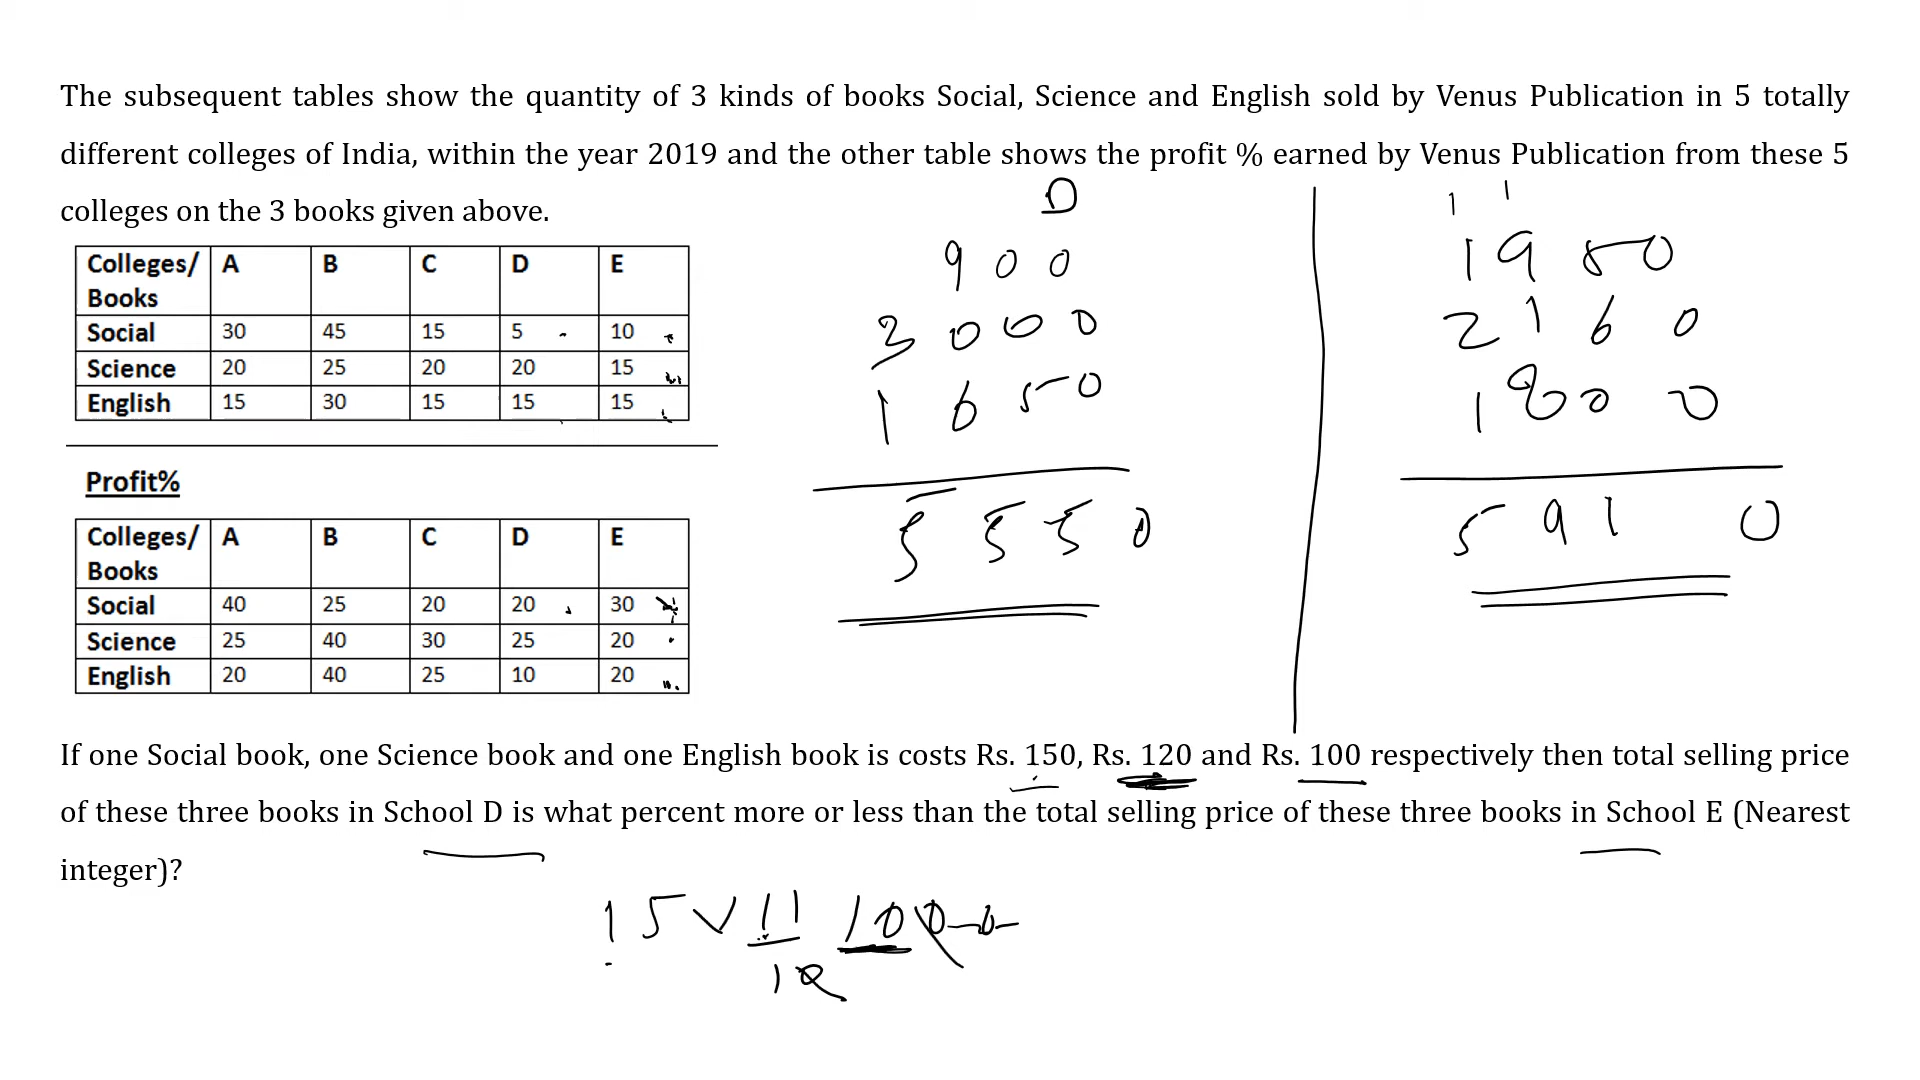 The subsequent tables show the quantity of 3 kinds of books Social, Science and English sold by Venus Publication in 5 totally
different colleges of India, within the year 2019 and the other table shows the profit % earned by Venus Publication from these 5
colleges on the 3 books given above.
Colleges/ Books A B C D E
Social 30 45 15 5 10
Science 20 25 20 20 15
English 15 30 15 15 15
Profit%
Colleges/ Books A B C D E
Social 40 25 20 20 30
Science 25 40 30 25 20
English 20 40 25 10 20
D
900
3000
1650
5550
1 1
1950
2160
1800
5910
If one Social book, one Science book and one English book is costs Rs. 150, Rs. 120 and Rs. 100 respectively then total selling price
of these three books in School D is what percent more or less than the total selling price of these three books in School E (Nearest
integer)?
15 11 10
12